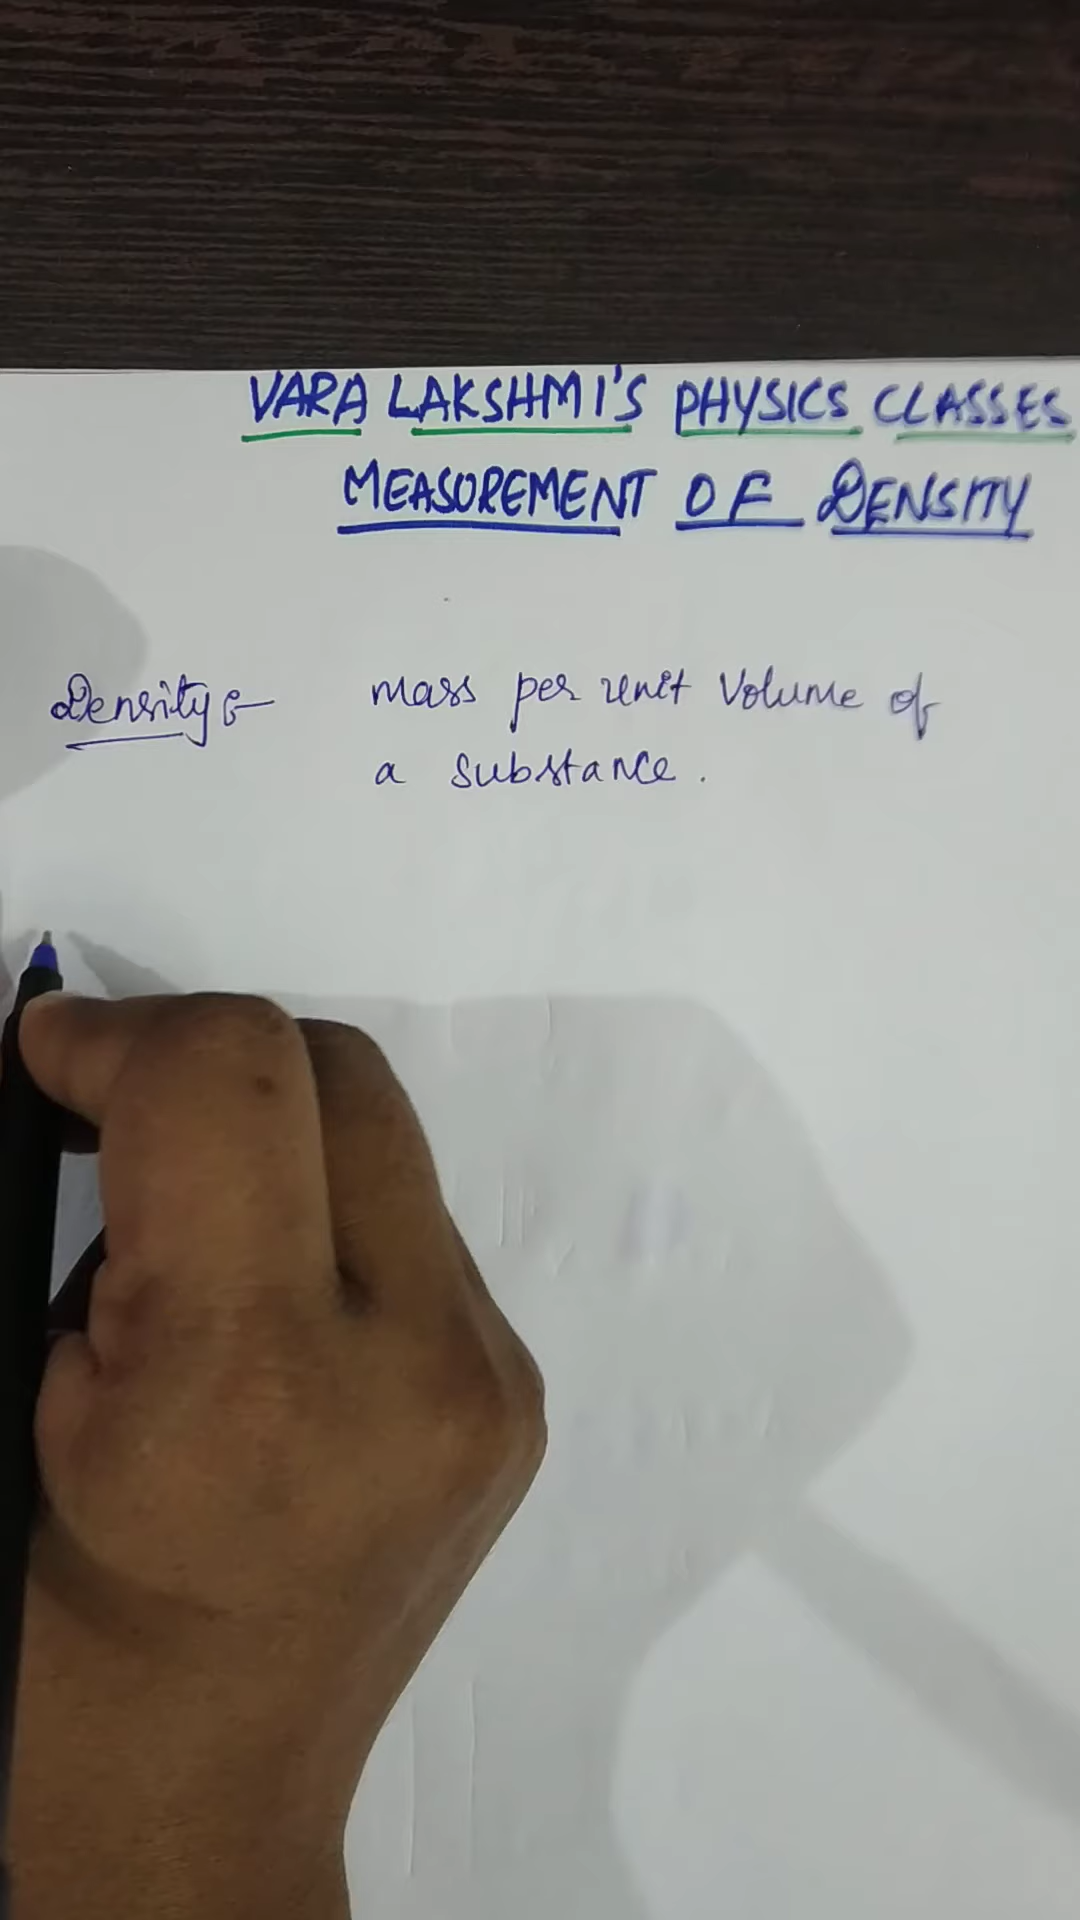 VARA LAKSHMI'S PHYSICS CLASSES
MEASUREMENT OF DENSITY
Density :- mass per unit Volume of
a substance.